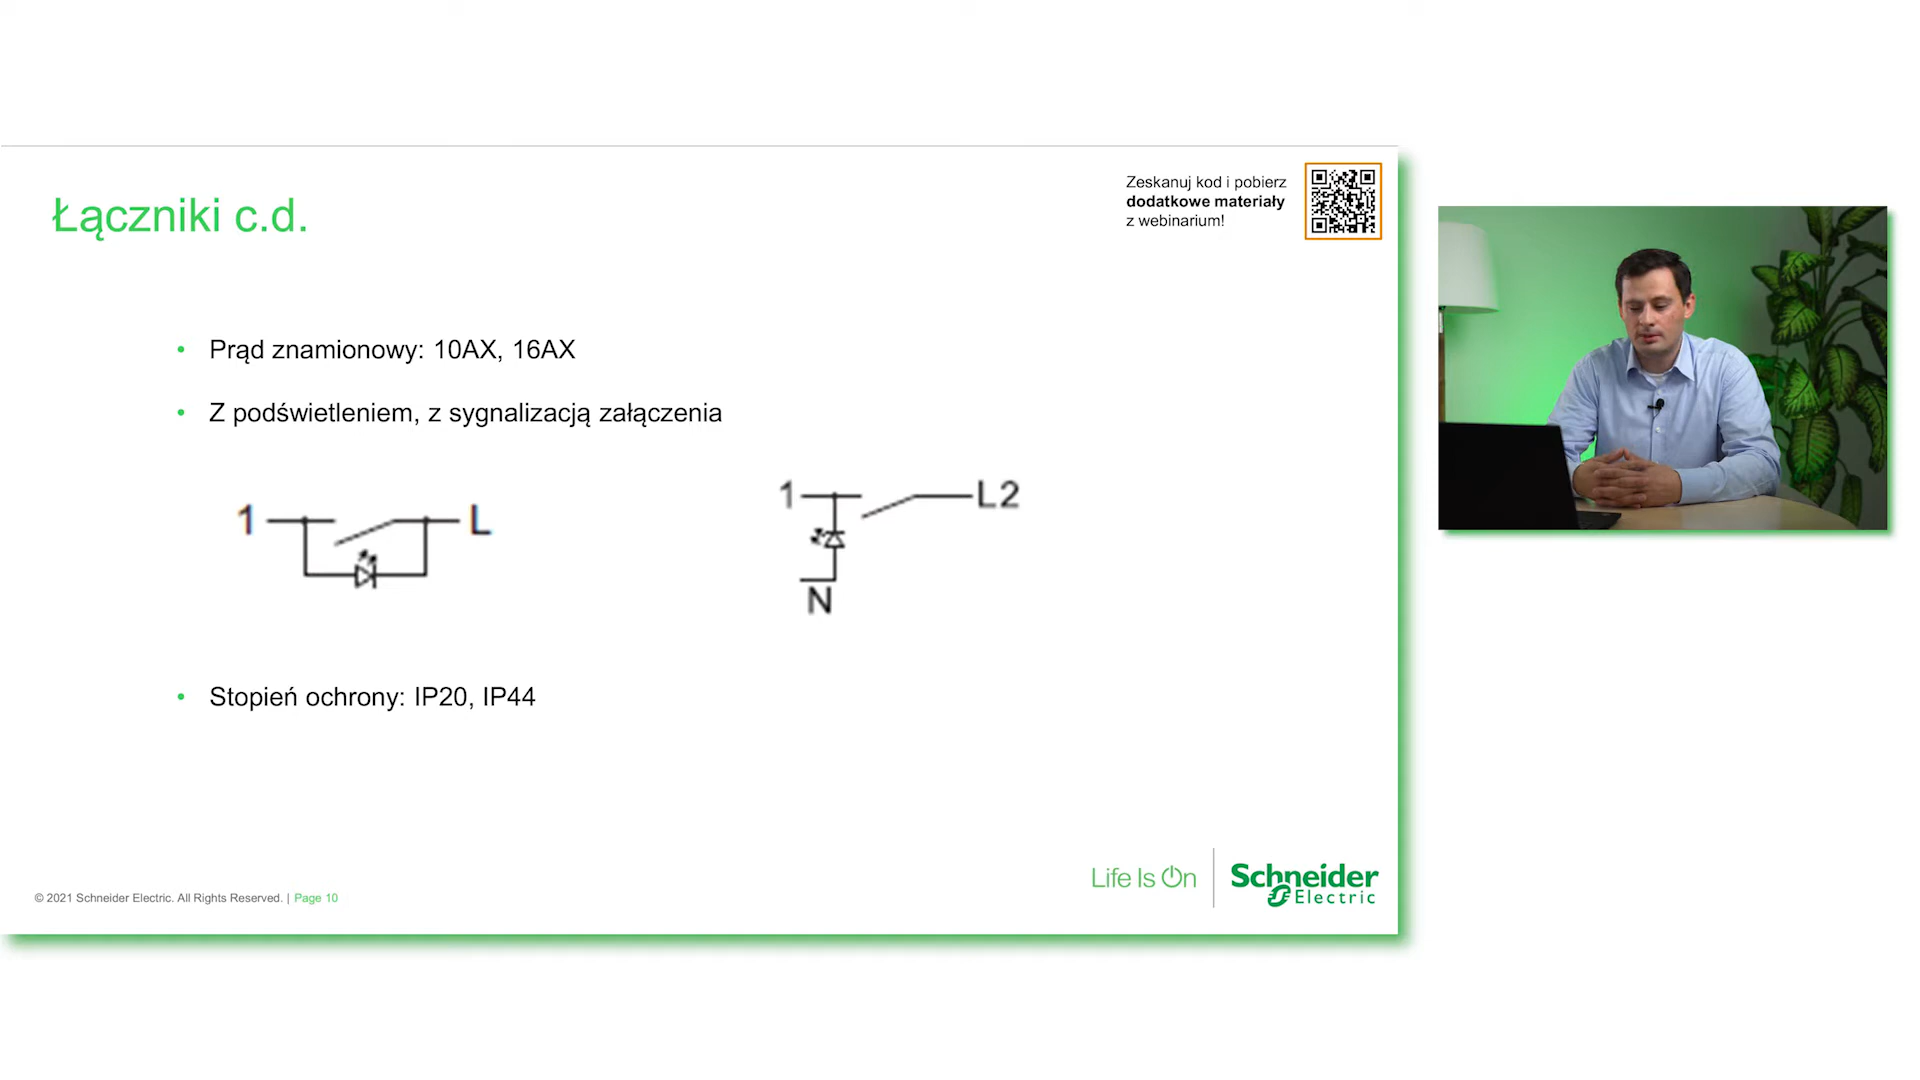 Zeskanuj kod i pobierz
dodatkowe materiały
z webinarium!
Łączniki c.d.
• Prąd znamionowy: 10AX, 16AX
• Z podświetleniem, z sygnalizacją załączenia
1 L
1 L2
N
• Stopień ochrony: IP20, IP44
Life Is On
Schneider
Electric
© 2021 Schneider Electric. All Rights Reserved. | Page 10